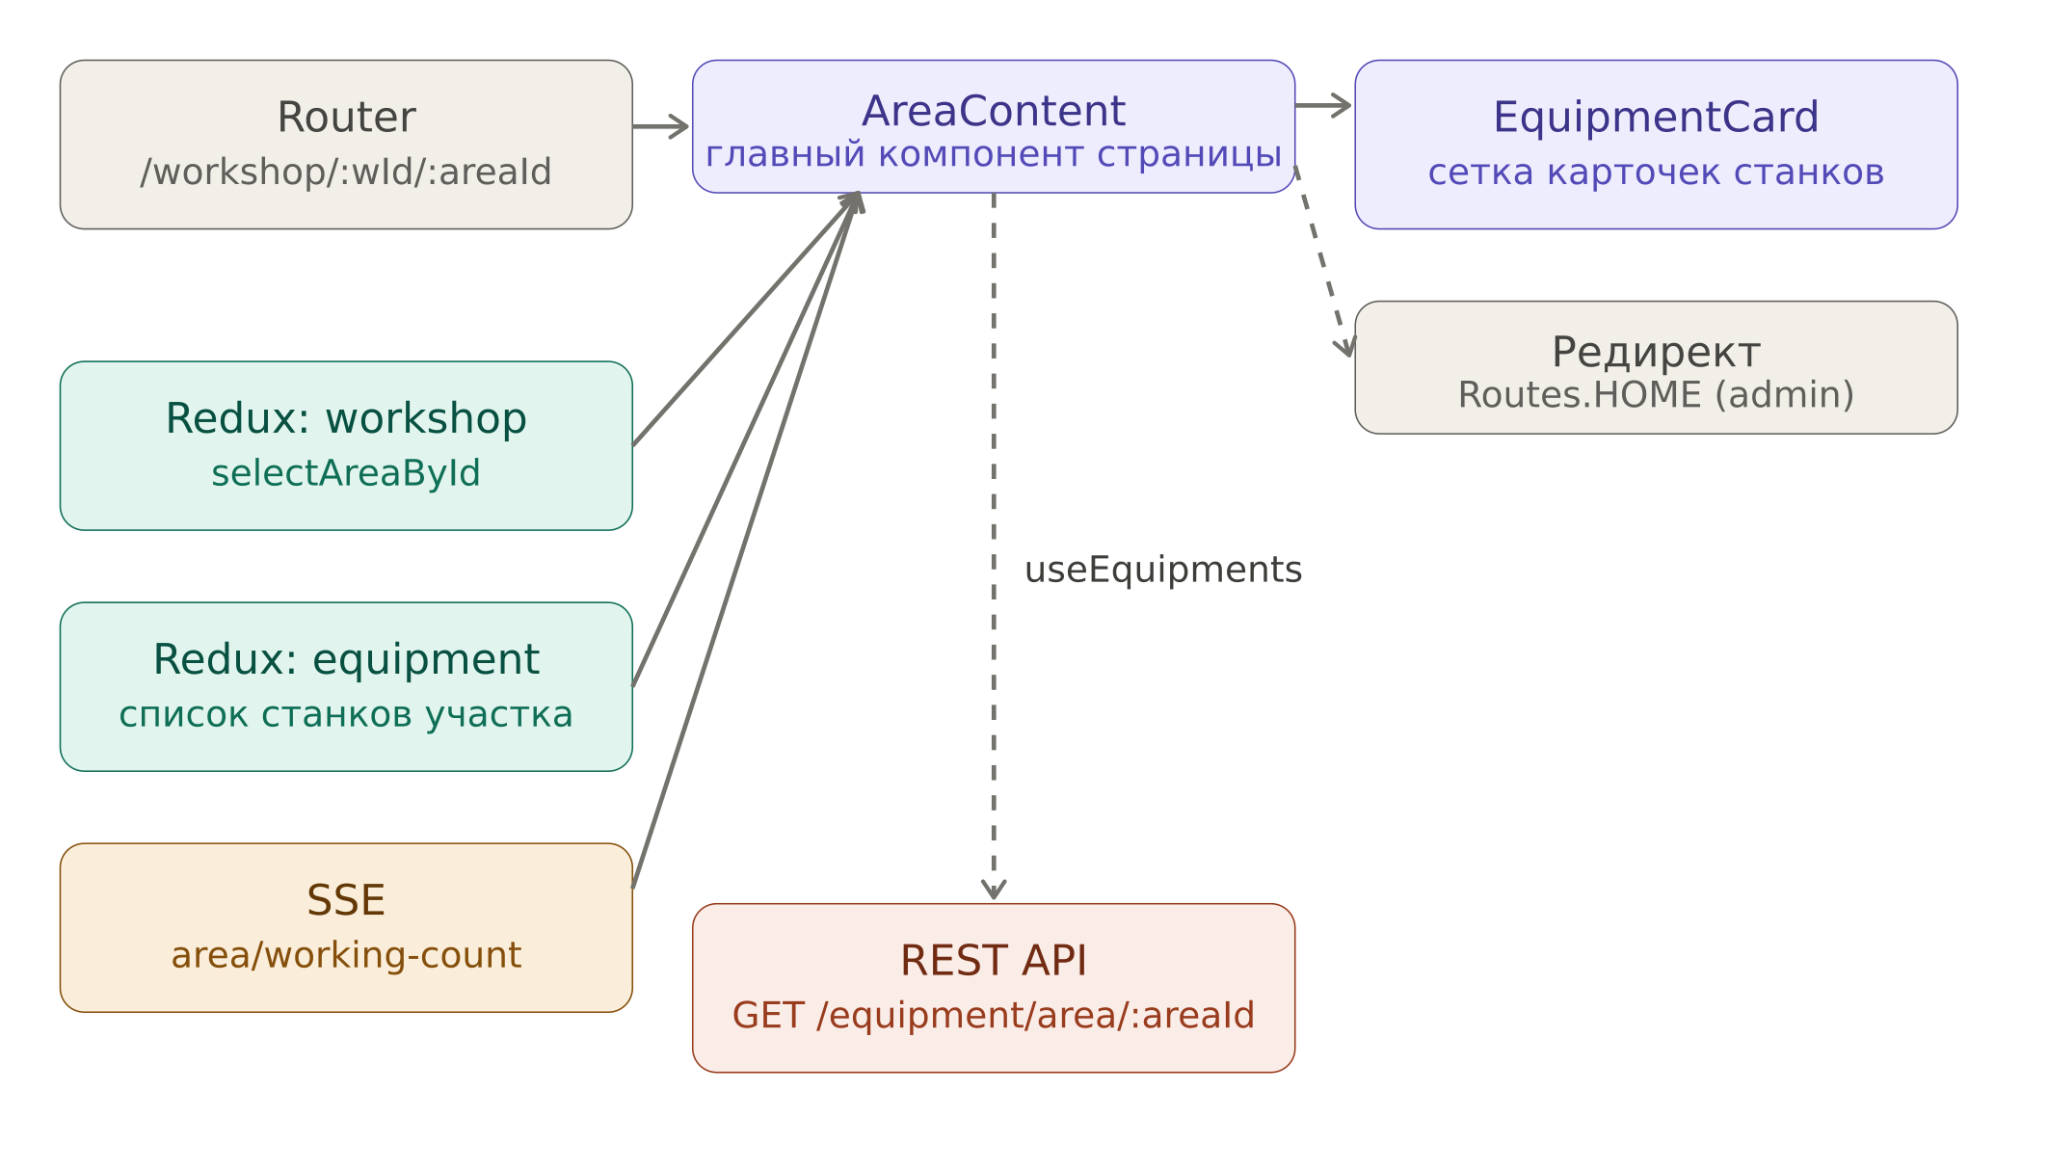 Router
/workshop/:wId/:areaId
AreaContent
главный компонент страницы
EquipmentCard
сетка карточек станков
Редирект
Routes.HOME (admin)
Redux: workshop
selectAreaById
useEquipments
Redux: equipment
список станков участка
SSE
area/working-count
REST API
GET /equipment/area/:areaId